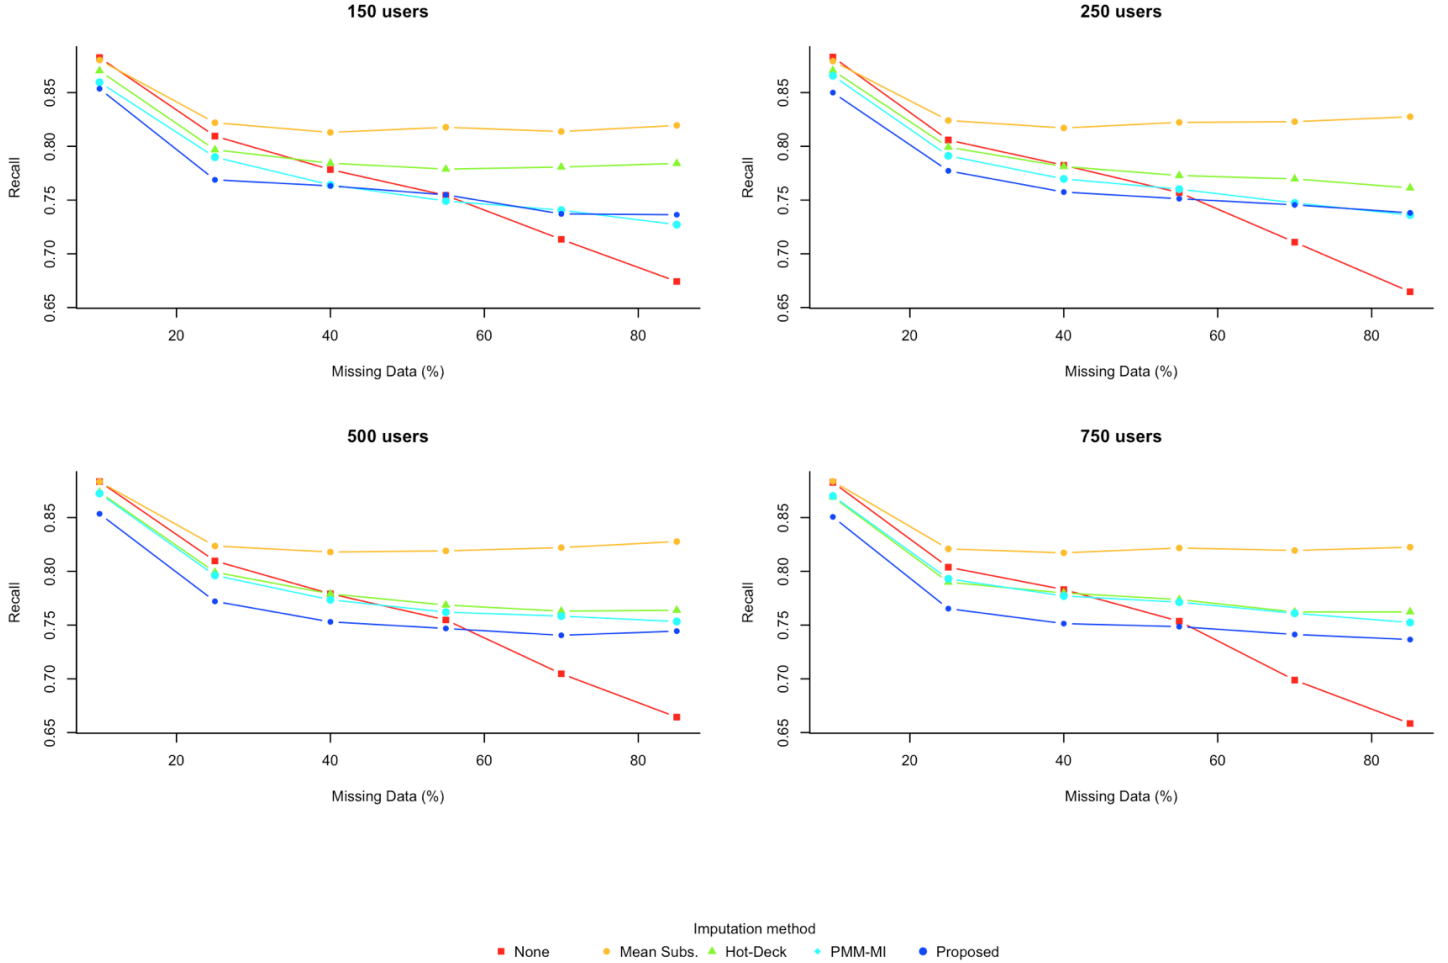 150 users
0.85
0.80
0.75
0.70
0.65
Recall
20 40 60 80
Missing Data (%)
250 users
0.85
0.80
0.75
0.70
0.65
Recall
20 40 60 80
Missing Data (%)
500 users
0.85
0.80
0.75
0.70
0.65
Recall
20 40 60 80
Missing Data (%)
750 users
0.85
0.80
0.75
0.70
0.65
Recall
20 40 60 80
Missing Data (%)
Imputation method
None Mean Subs. Hot-Deck PMM-MI Proposed